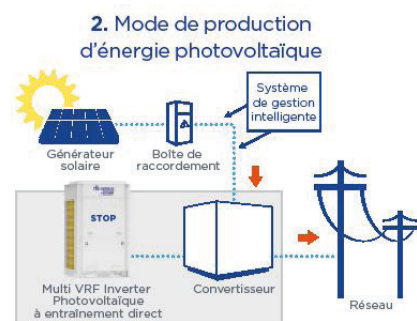 2. Mode de production
d'énergie photovoltaïque
Système
de gestion
intelligente
Générateur
solaire
Boîte de
raccordement
STOP
Multi VRF Inverter
Photovoltaïque
à entraînement direct
Convertisseur
Réseau